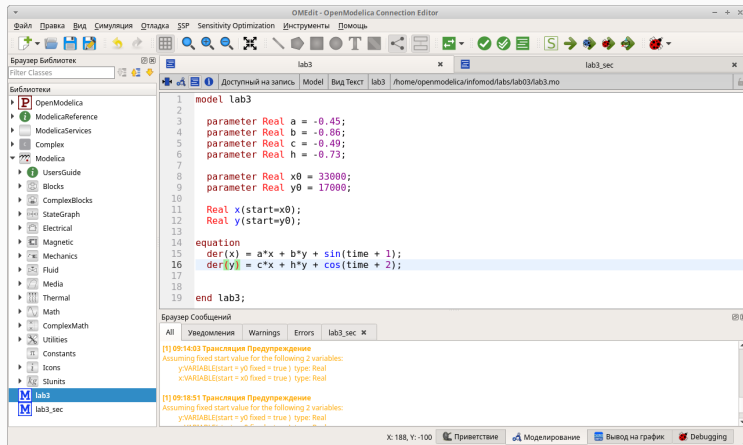 OMEdit - OpenModelica Connection Editor
Файл Правка Вид Симуляция Отладка SSP Sensitivity Optimization Инструменты Помощь
Браузер Библиотек
Filter Classes
Библиотеки
OpenModelica
ModelicaReference
ModelicaServices
Complex
Modelica
UsersGuide
Blocks
ComplexBlocks
StateGraph
Electrical
Magnetic
Mechanics
Fluid
Media
Thermal
Math
ComplexMath
Utilities
Constants
Icons
SIunits
lab3
lab3_sec
lab3
lab3_sec
Доступный на запись Model Вид Текст lab3 /home/openmodelica/infomod/labs/lab03/lab3.mo
1 model lab3
2
3 parameter Real a = -0.45;
4 parameter Real b = -0.86;
5 parameter Real c = -0.49;
6 parameter Real h = -0.73;
7
8 parameter Real x0 = 33000;
9 parameter Real y0 = 17000;
10
11 Real x(start=x0);
12 Real y(start=y0);
13
14 equation
15 der(x) = a*x + b*y + sin(time + 1);
16 der(y) = c*x + h*y + cos(time + 2);
17
18
19 end lab3;
Браузер Сообщений
All Уведомления Warnings Errors lab3_sec
[1] 09:14:03 Трансляция Предупреждение
Assuming fixed start value for the following 2 variables:
y:VARIABLE(start = y0 fixed = true ) type: Real
x:VARIABLE(start = x0 fixed = true ) type: Real
[1] 09:18:51 Трансляция Предупреждение
Assuming fixed start value for the following 2 variables:
y:VARIABLE(start = y0 fixed = true ) type: Real
X: 188, Y: -100 Приветствие Моделирование Вывод на график Debugging